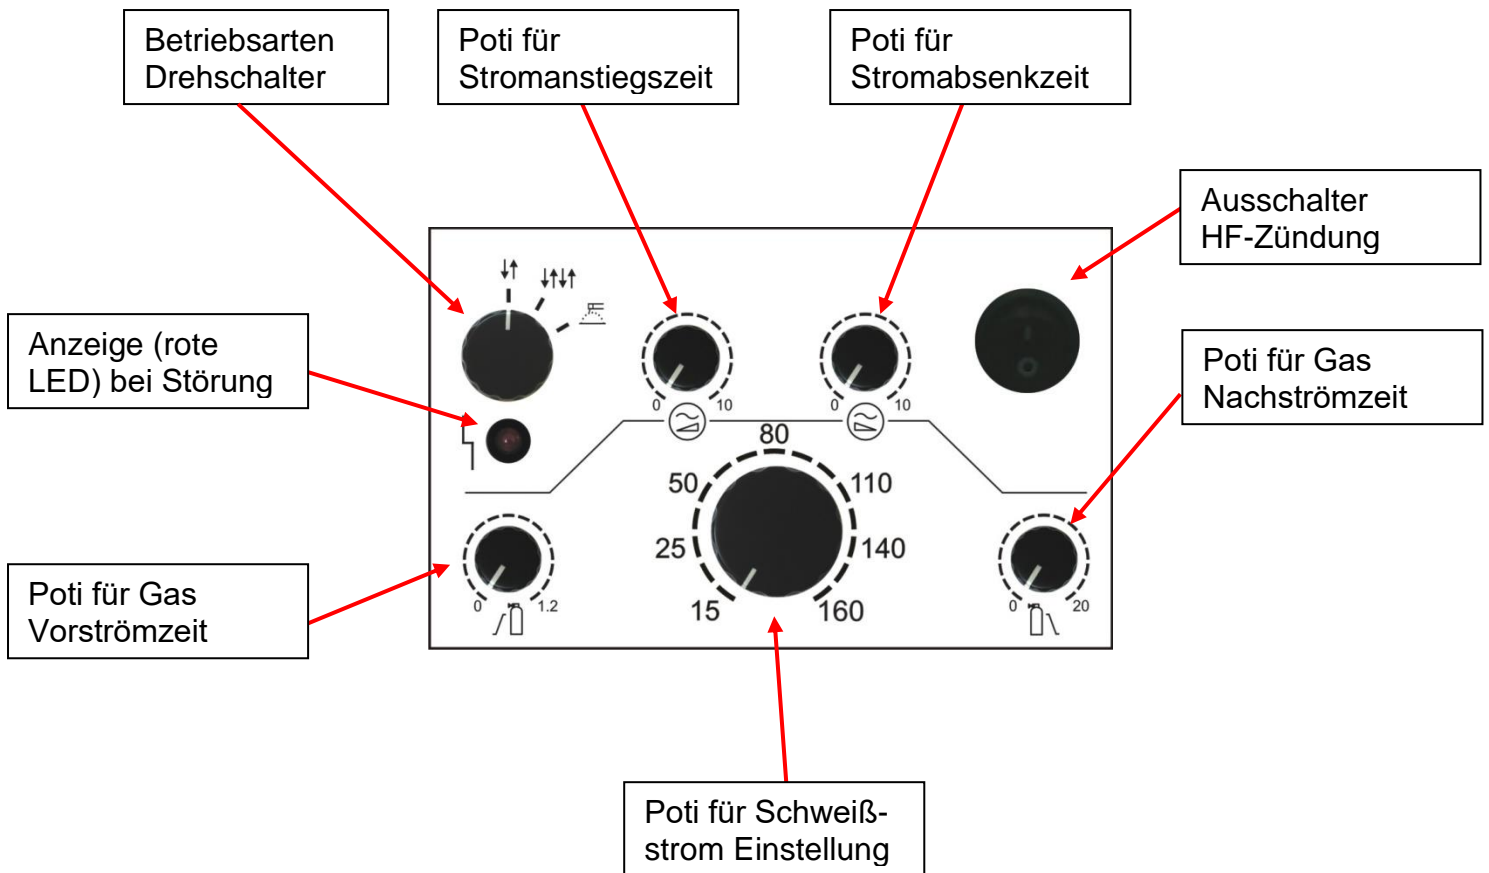 Betriebsarten
Drehschalter
Poti für
Stromanstiegszeit
Poti für
Stromabsenkzeit
Ausschalter
HF-Zündung
Anzeige (rote
LED) bei Störung
Poti für Gas
Nachströmzeit
0 10
0 10
80
50 110
25 140
15 160
0 1.2
0 20
Poti für Gas
Vorströmzeit
Poti für Schweiß-
strom Einstellung